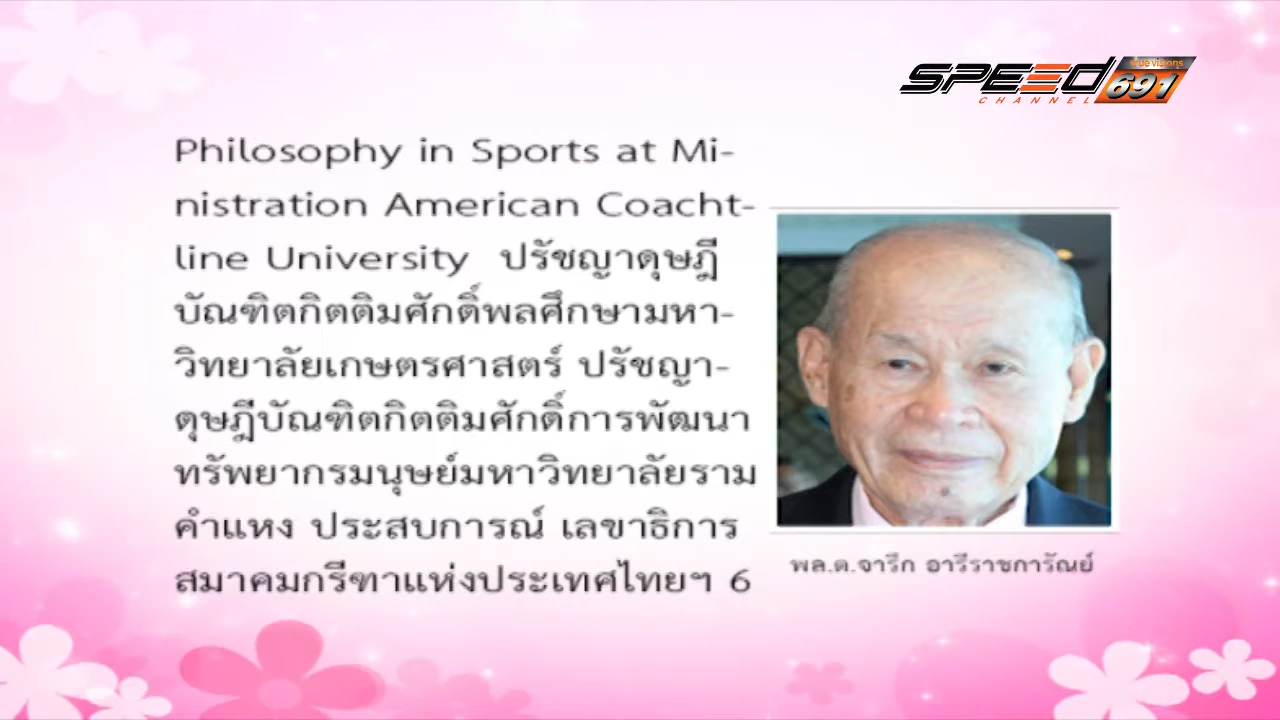 SPEED
true visions
691
CHANNEL
Philosophy in Sports at Mi-
nistration American Coacht-
line University ปรัชญาดุษฎี
บัณฑิตกิตติมศักดิ์พลศึกษามหา-
วิทยาลัยเกษตรศาสตร์ ปรัชญา-
ดุษฎีบัณฑิตกิตติมศักดิ์การพัฒนา
ทรัพยากรมนุษย์มหาวิทยาลัยราม
คำแหง ประสบการณ์ เลขาธิการ
สมาคมกรีฑาแห่งประเทศไทยฯ 6
พล.ต.จารึก อารีราชการัณย์